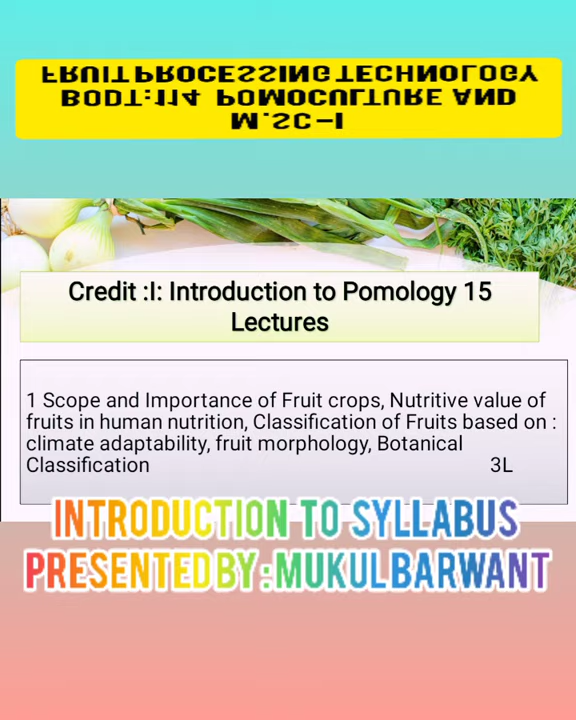 M.SC-I
BODT:114 POMOCULTURE AND
FRUIT PROCESSING TECHNOLOGY
Credit :I: Introduction to Pomology 15
Lectures
1 Scope and Importance of Fruit crops, Nutritive value of
fruits in human nutrition, Classification of Fruits based on :
climate adaptability, fruit morphology, Botanical
Classification 3L
INTRODUCTION TO SYLLABUS
PRESENTED BY : MUKUL BARWANT